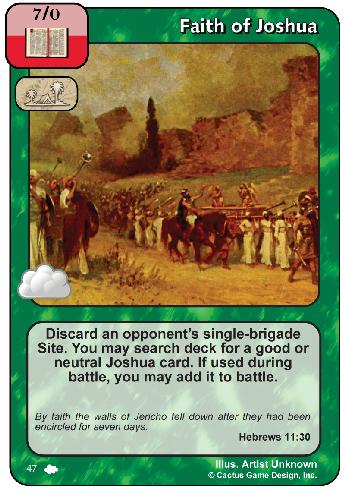 7/0
Faith of Joshua
Discard an opponent's single-brigade
Site. You may search deck for a good or
neutral Joshua card. If used during
battle, you may add it to battle.
By faith the walls of Jericho fell down after they had been
encircled for seven days.
Hebrews 11:30
47
Illus. Artist Unknown
© Cactus Game Design, Inc.